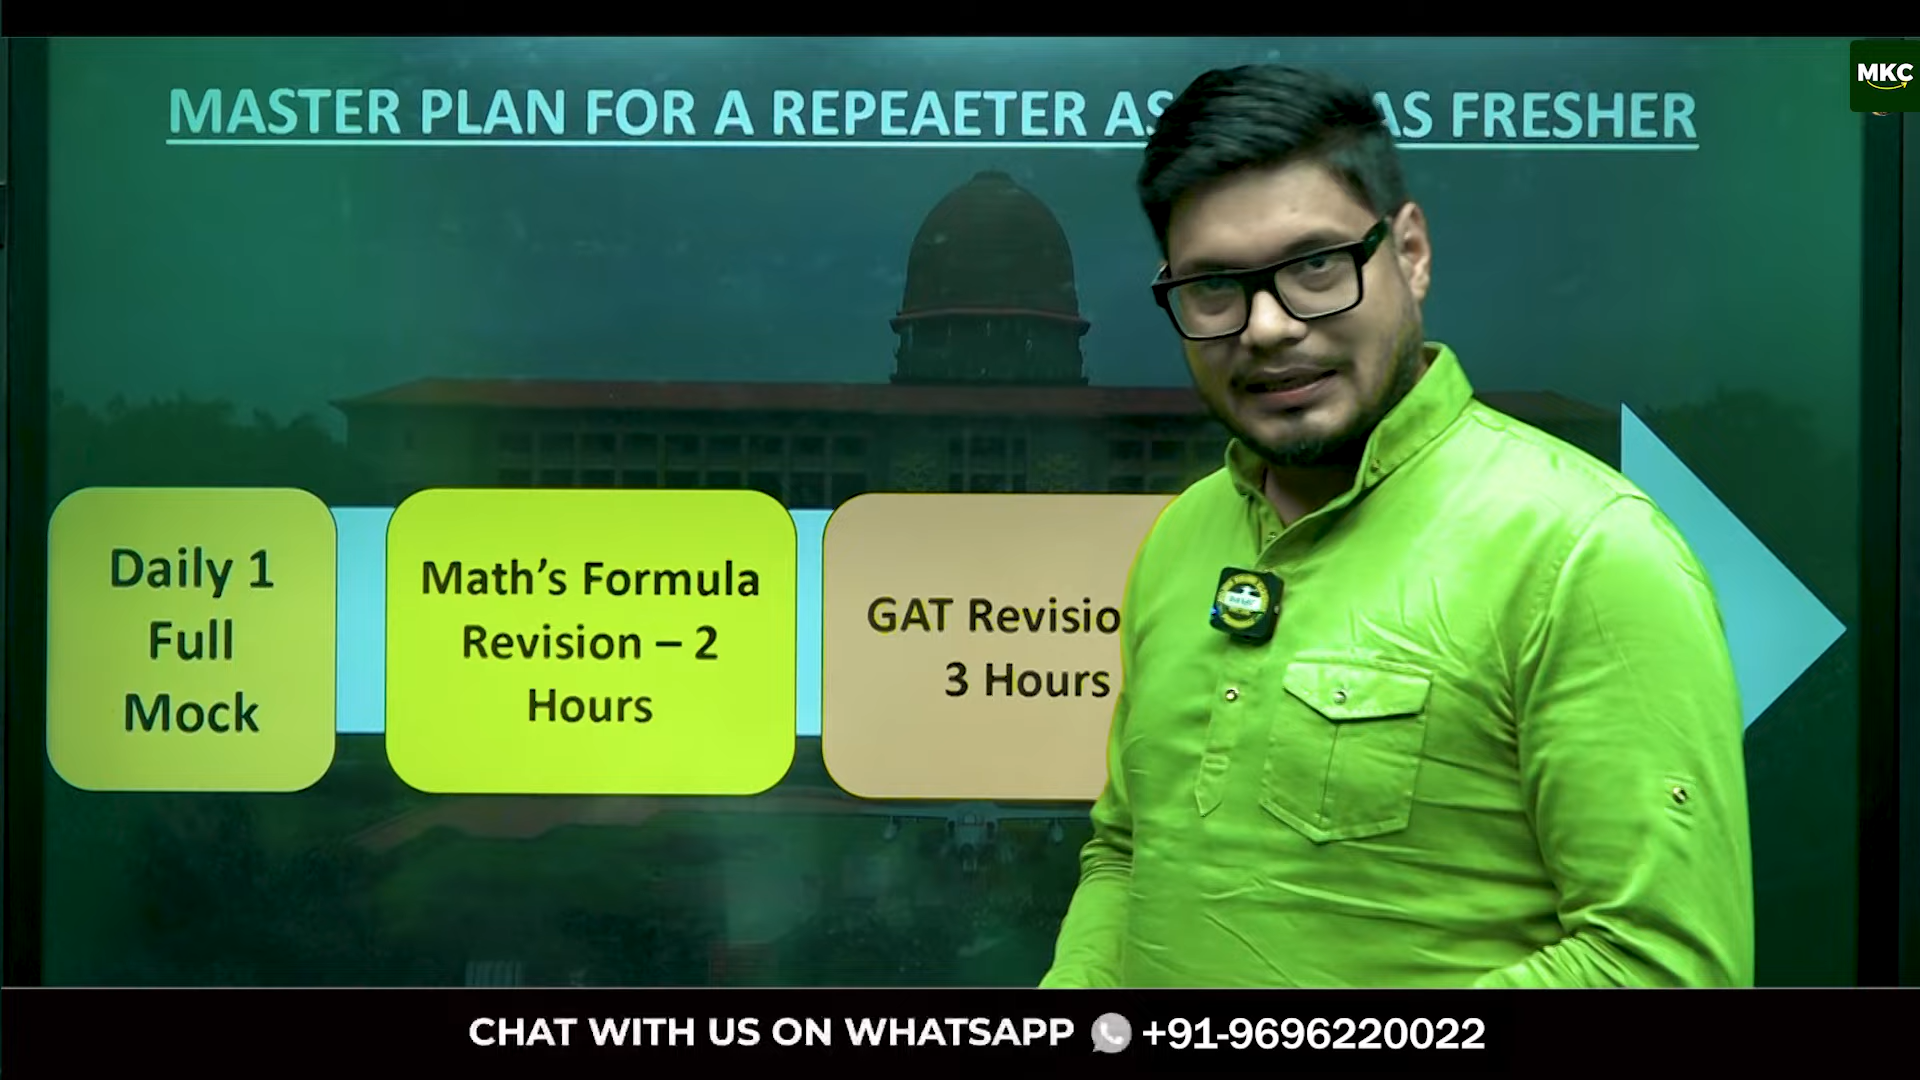 MKC
MASTER PLAN FOR A REPEAETER AS AS FRESHER
Daily 1
Full
Mock
Math's Formula
Revision – 2
Hours
GAT Revisio
3 Hours
CHAT WITH US ON WHATSAPP +91-9696220022